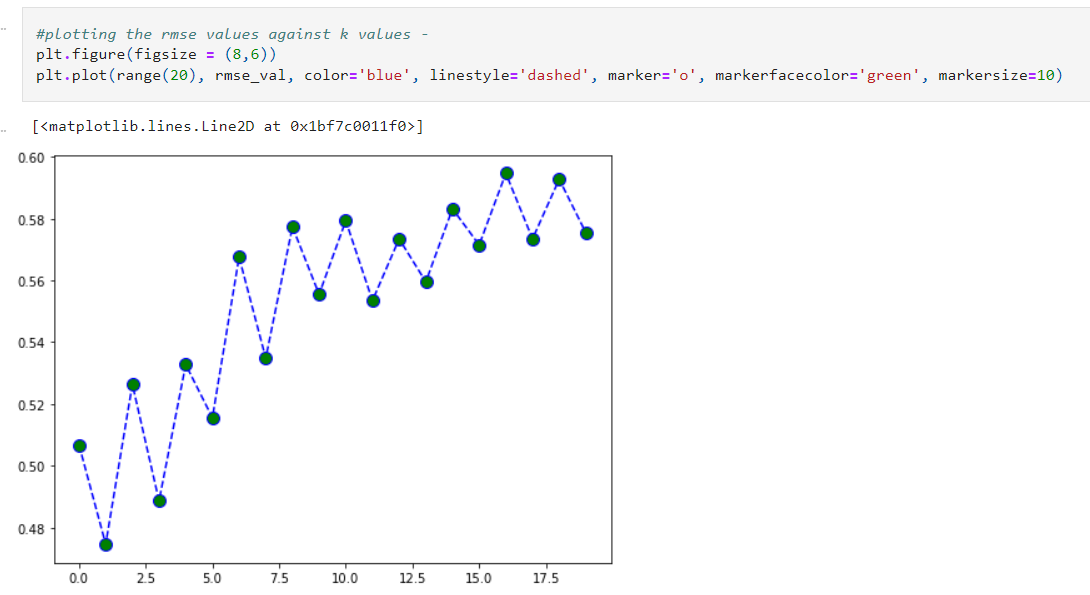 #plotting the rmse values against k values -
plt.figure(figsize = (8,6))
plt.plot(range(20), rmse_val, color='blue', linestyle='dashed', marker='o', markerfacecolor='green', markersize=10)
[<matplotlib.lines.Line2D at 0x1bf7c0011f0>]
0.60
0.58
0.56
0.54
0.52
0.50
0.48
0.0 2.5 5.0 7.5 10.0 12.5 15.0 17.5